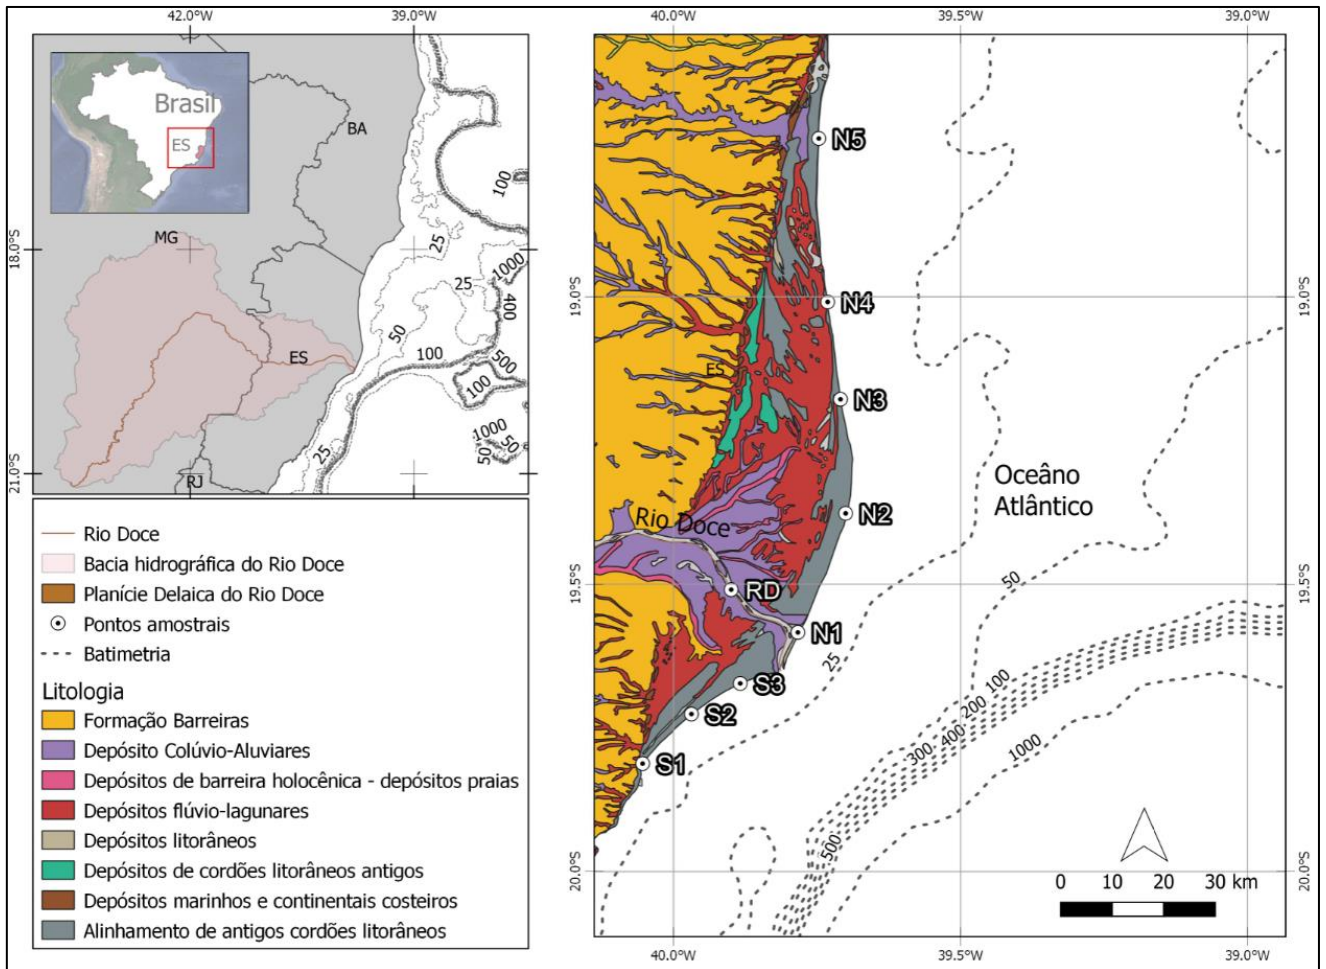 42.0°W
39.0°W
Brasil
ES
BA
MG
ES
RJ
18.0°S
21.0°S
100
25
25
1000
400
50
100
500
100
1000
50
50
25
Rio Doce
Bacia hidrográfica do Rio Doce
Planície Delaica do Rio Doce
Pontos amostrais
Batimetria
Litologia
Formação Barreiras
Depósito Colúvio-Aluviares
Depósitos de barreira holocênica - depósitos praias
Depósitos flúvio-lagunares
Depósitos litorâneos
Depósitos de cordões litorâneos antigos
Depósitos marinhos e continentais costeiros
Alinhamento de antigos cordões litorâneos
40.0°W
39.5°W
39.0°W
N5
19.0°S
N4
19.0°S
ES
N3
Oceâno
Atlântico
N2
Rio Doce
50
19.5°S
RD
19.5°S
N1
25
S3
100
200
S2
400
300
1000
S1
500
20.0°S
20.0°S
0 10 20 30 km
40.0°W
39.5°W
39.0°W